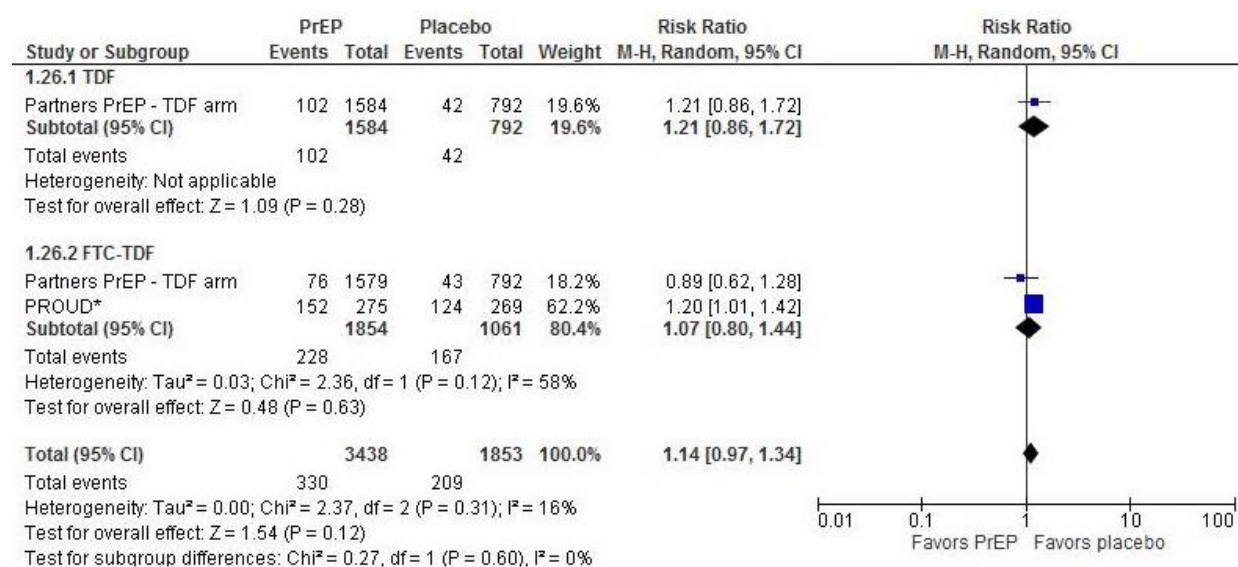 PrEP Placebo Risk Ratio Risk Ratio
Study or Subgroup Events Total Events Total Weight M-H, Random, 95% CI M-H, Random, 95% CI
1.26.1 TDF
Partners PrEP - TDF arm 102 1584 42 792 19.6% 1.21 [0.86, 1.72]
Subtotal (95% CI) 1584 792 19.6% 1.21 [0.86, 1.72]
Total events 102 42
Heterogeneity: Not applicable
Test for overall effect: Z = 1.09 (P = 0.28)
1.26.2 FTC-TDF
Partners PrEP - TDF arm 76 1579 43 792 18.2% 0.89 [0.62, 1.28]
PROUD* 152 275 124 269 62.2% 1.20 [1.01, 1.42]
Subtotal (95% CI) 1854 1061 80.4% 1.07 [0.80, 1.44]
Total events 228 167
Heterogeneity: Tau² = 0.03; Chi² = 2.36, df = 1 (P = 0.12); I² = 58%
Test for overall effect: Z = 0.48 (P = 0.63)
Total (95% CI) 3438 1853 100.0% 1.14 [0.97, 1.34]
Total events 330 209
Heterogeneity: Tau² = 0.00; Chi² = 2.37, df = 2 (P = 0.31); I² = 16%
Test for overall effect: Z = 1.54 (P = 0.12)
Test for subgroup differences: Chi² = 0.27, df = 1 (P = 0.60), I² = 0%
0.01 0.1 1 10 100
Favors PrEP Favors placebo